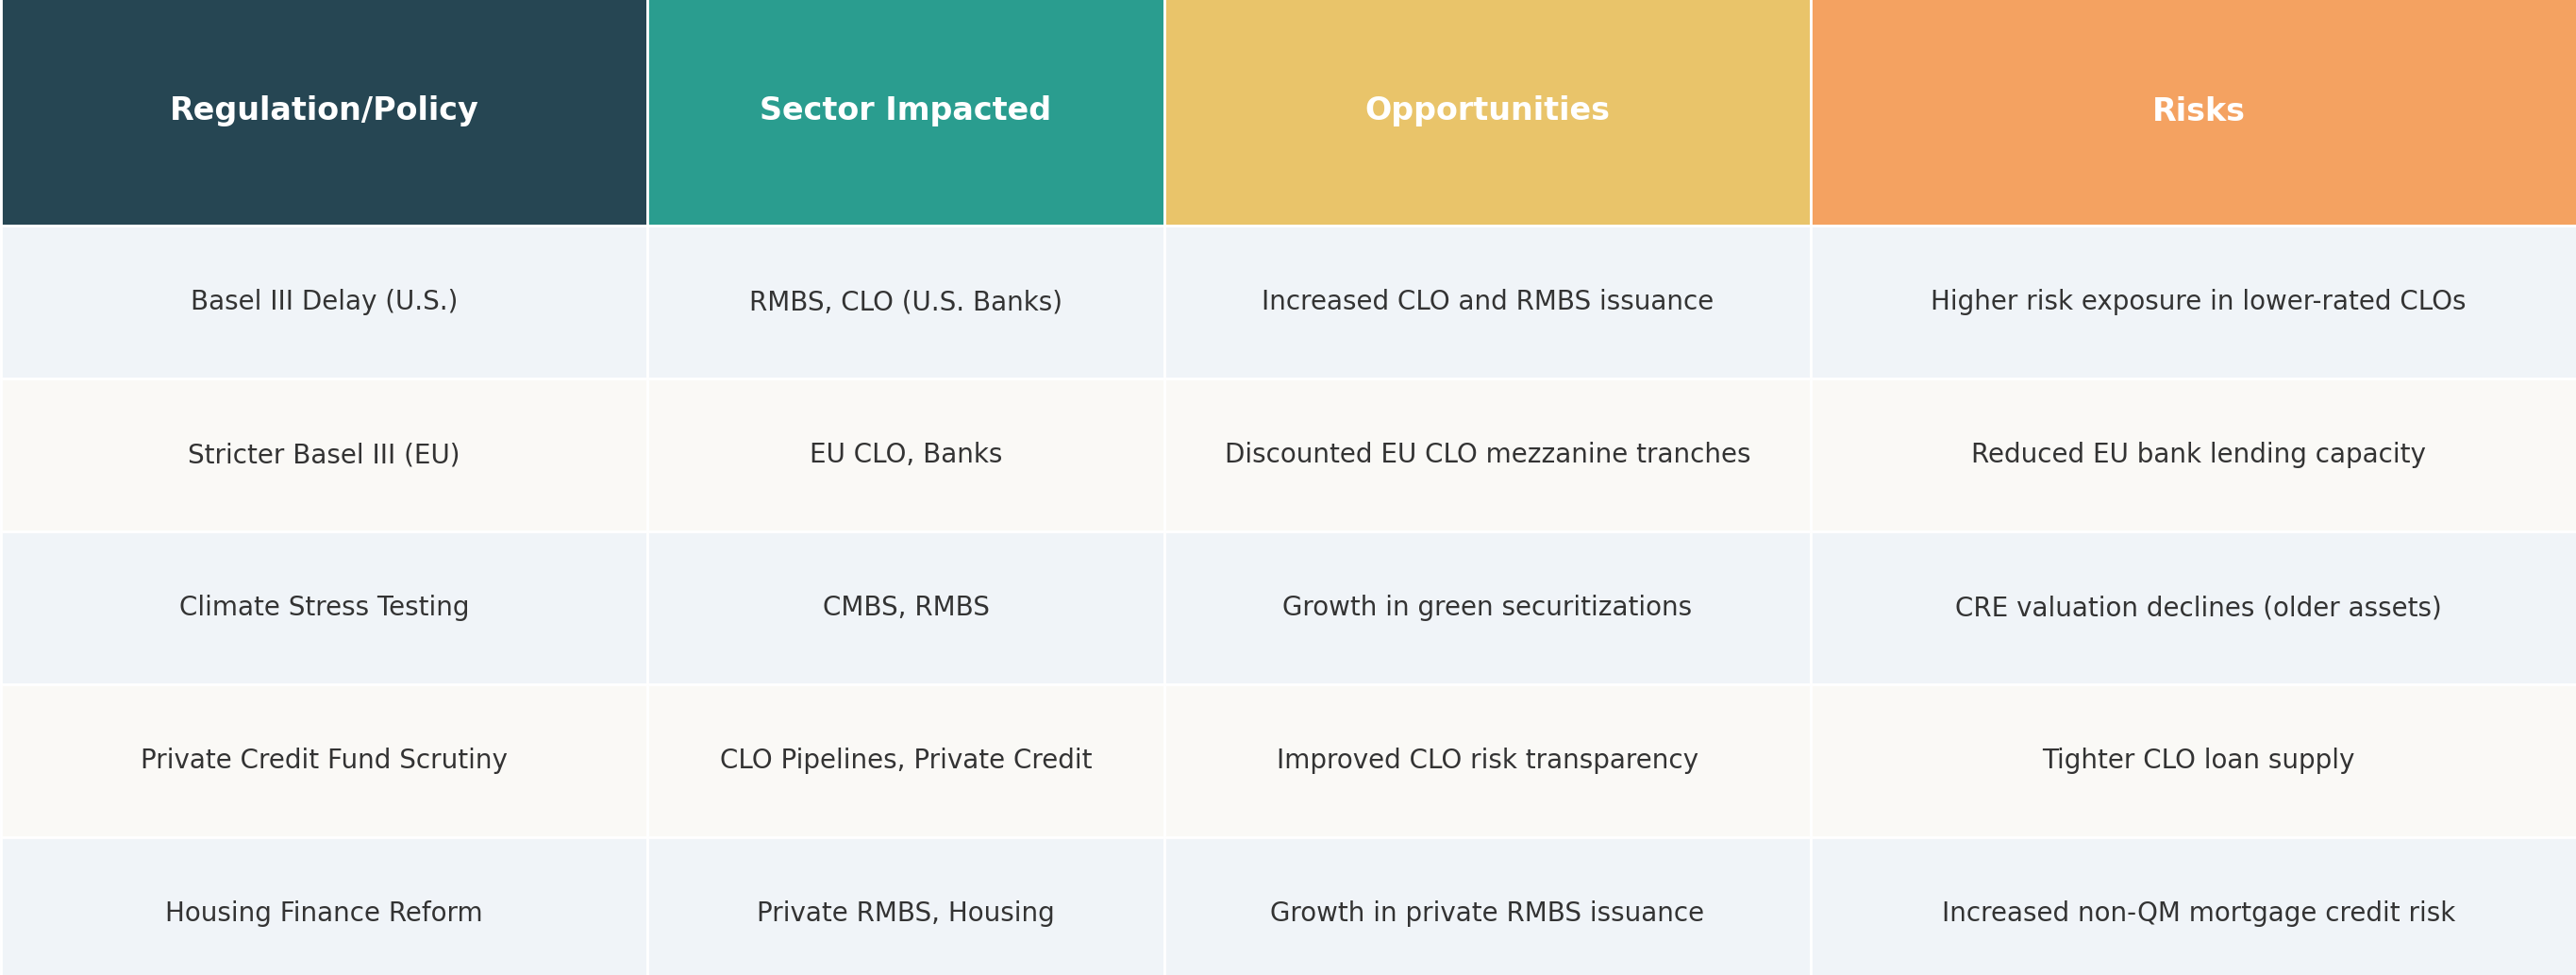 Regulation/Policy Sector Impacted Opportunities Risks
Basel III Delay (U.S.) RMBS, CLO (U.S. Banks) Increased CLO and RMBS issuance Higher risk exposure in lower-rated CLOs
Stricter Basel III (EU) EU CLO, Banks Discounted EU CLO mezzanine tranches Reduced EU bank lending capacity
Climate Stress Testing CMBS, RMBS Growth in green securitizations CRE valuation declines (older assets)
Private Credit Fund Scrutiny CLO Pipelines, Private Credit Improved CLO risk transparency Tighter CLO loan supply
Housing Finance Reform Private RMBS, Housing Growth in private RMBS issuance Increased non-QM mortgage credit risk